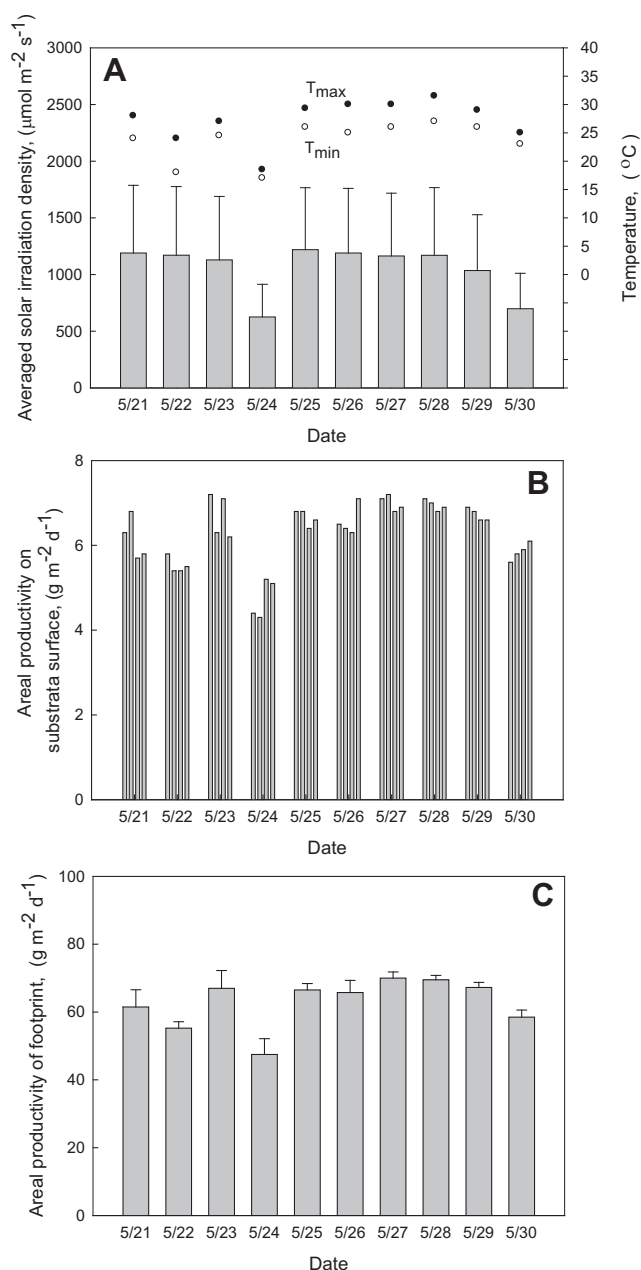 A
Averaged solar irradiation density, (μmol m⁻² s⁻¹)
3000
2500
2000
1500
1000
500
0
Tmax
Tmin
40
35
30
25
20
15
10
5
0
Temperature, (ºC)
5/21 5/22 5/23 5/24 5/25 5/26 5/27 5/28 5/29 5/30
Date
B
Areal productivity on
substrata surface, (g m⁻² d⁻¹)
8
6
4
2
0
5/21 5/22 5/23 5/24 5/25 5/26 5/27 5/28 5/29 5/30
Date
C
Areal productivity of footprint, (g m⁻² d⁻¹)
100
80
60
40
20
0
5/21 5/22 5/23 5/24 5/25 5/26 5/27 5/28 5/29 5/30
Date